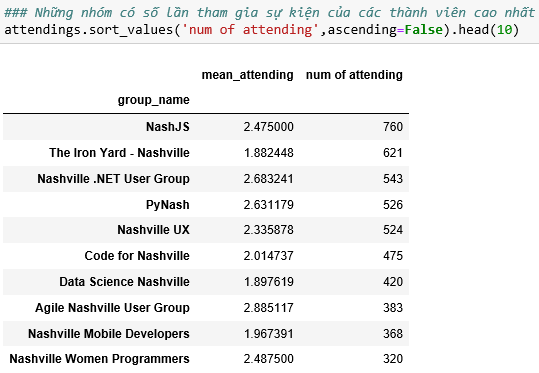 ### Những nhóm có số lần tham gia sự kiện của các thành viên cao nhất
attendings.sort_values('num of attending',ascending=False).head(10)
mean_attending num of attending
group_name
NashJS 2.475000 760
The Iron Yard - Nashville 1.882448 621
Nashville .NET User Group 2.683241 543
PyNash 2.631179 526
Nashville UX 2.335878 524
Code for Nashville 2.014737 475
Data Science Nashville 1.897619 420
Agile Nashville User Group 2.885117 383
Nashville Mobile Developers 1.967391 368
Nashville Women Programmers 2.487500 320